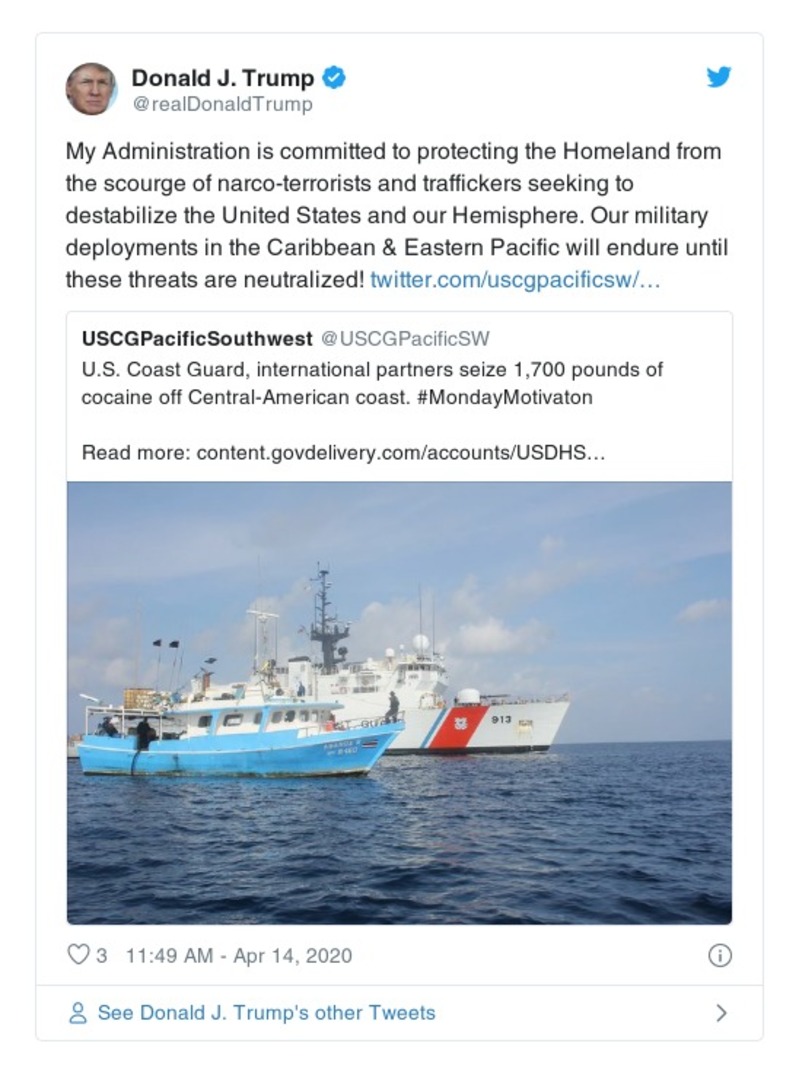 Donald J. Trump
@realDonaldTrump
My Administration is committed to protecting the Homeland from
the scourge of narco-terrorists and traffickers seeking to
destabilize the United States and our Hemisphere. Our military
deployments in the Caribbean & Eastern Pacific will endure until
these threats are neutralized! twitter.com/uscgpacificsw/…
USCGPacificSouthwest @USCGPacificSW
U.S. Coast Guard, international partners seize 1,700 pounds of
cocaine off Central-American coast. #MondayMotivaton
Read more: content.govdelivery.com/accounts/USDHS…
913
3 11:49 AM - Apr 14, 2020
See Donald J. Trump's other Tweets